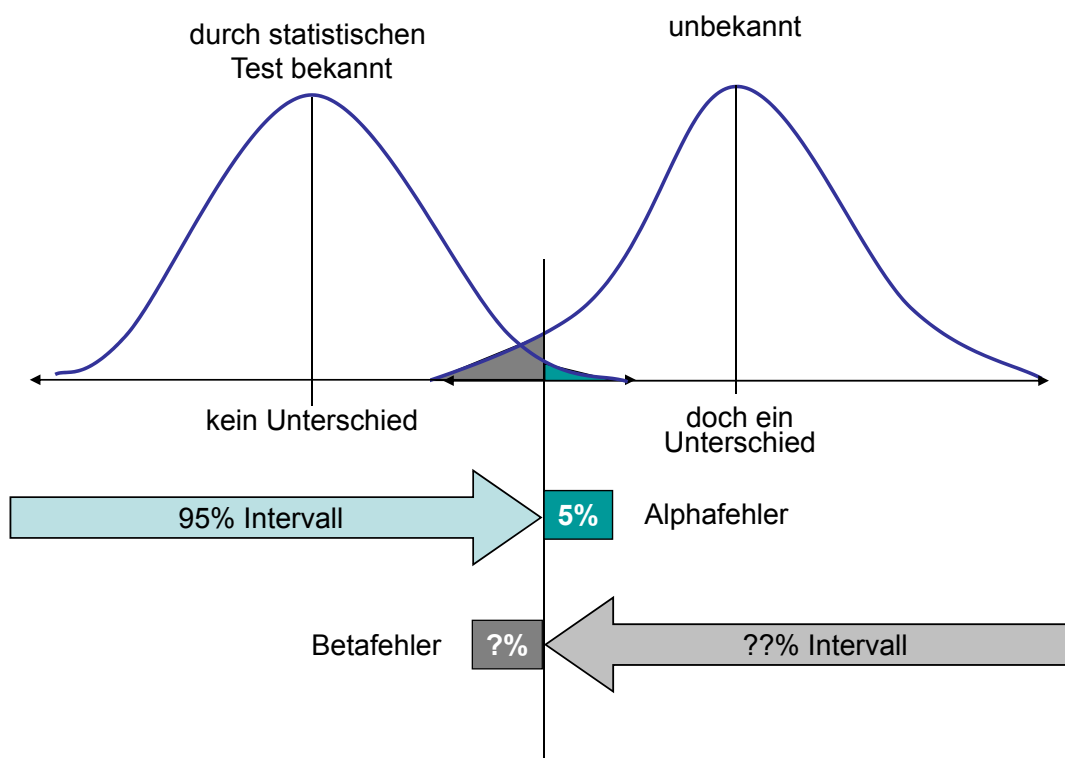 durch statistischen
Test bekannt
unbekannt
kein Unterschied
doch ein
Unterschied
95% Intervall
5%
Alphafehler
Betafehler
?%
??% Intervall